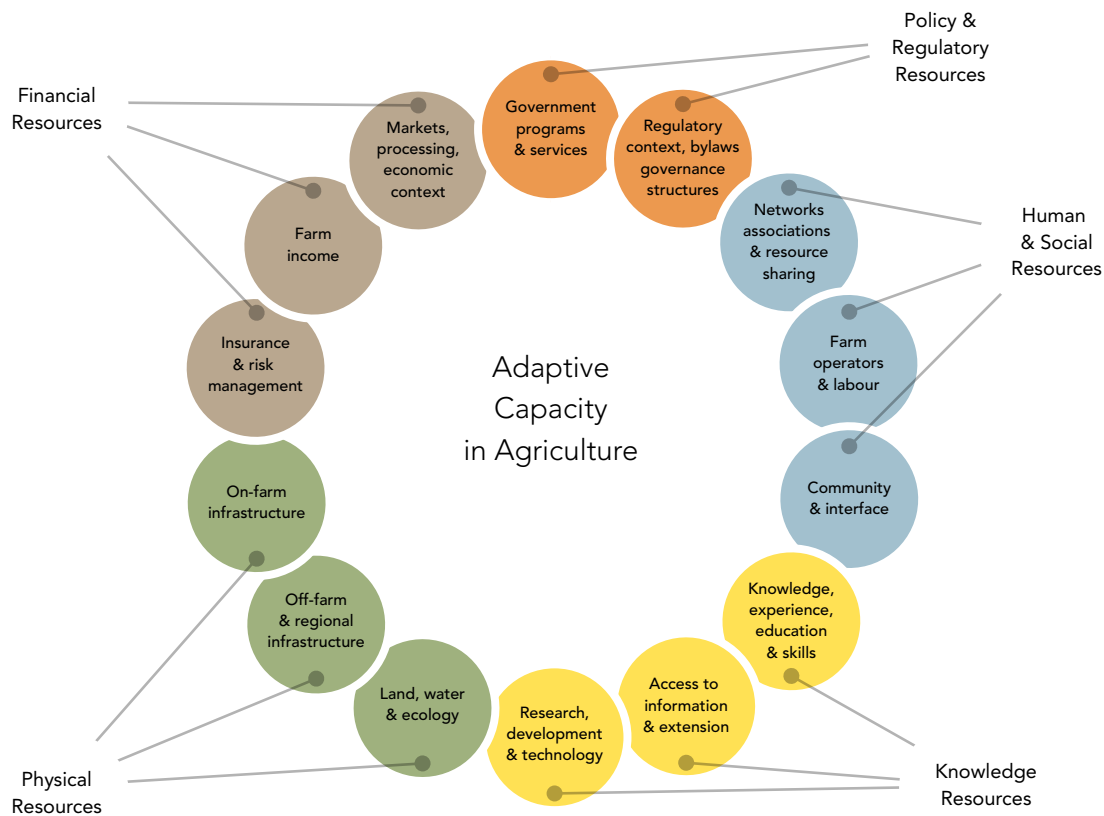 Policy &
Regulatory
Resources
Financial
Resources
Government
programs
& services
Markets,
processing,
economic
context
Regulatory
context, bylaws
governance
structures
Networks
associations
& resource
sharing
Human
& Social
Resources
Farm
income
Insurance
& risk
management
Farm
operators
& labour
Adaptive
Capacity
in Agriculture
On-farm
infrastructure
Community
& interface
Off-farm
& regional
infrastructure
Knowledge,
experience,
education
& skills
Land, water
& ecology
Research,
development
& technology
Access to
information
& extension
Physical
Resources
Knowledge
Resources